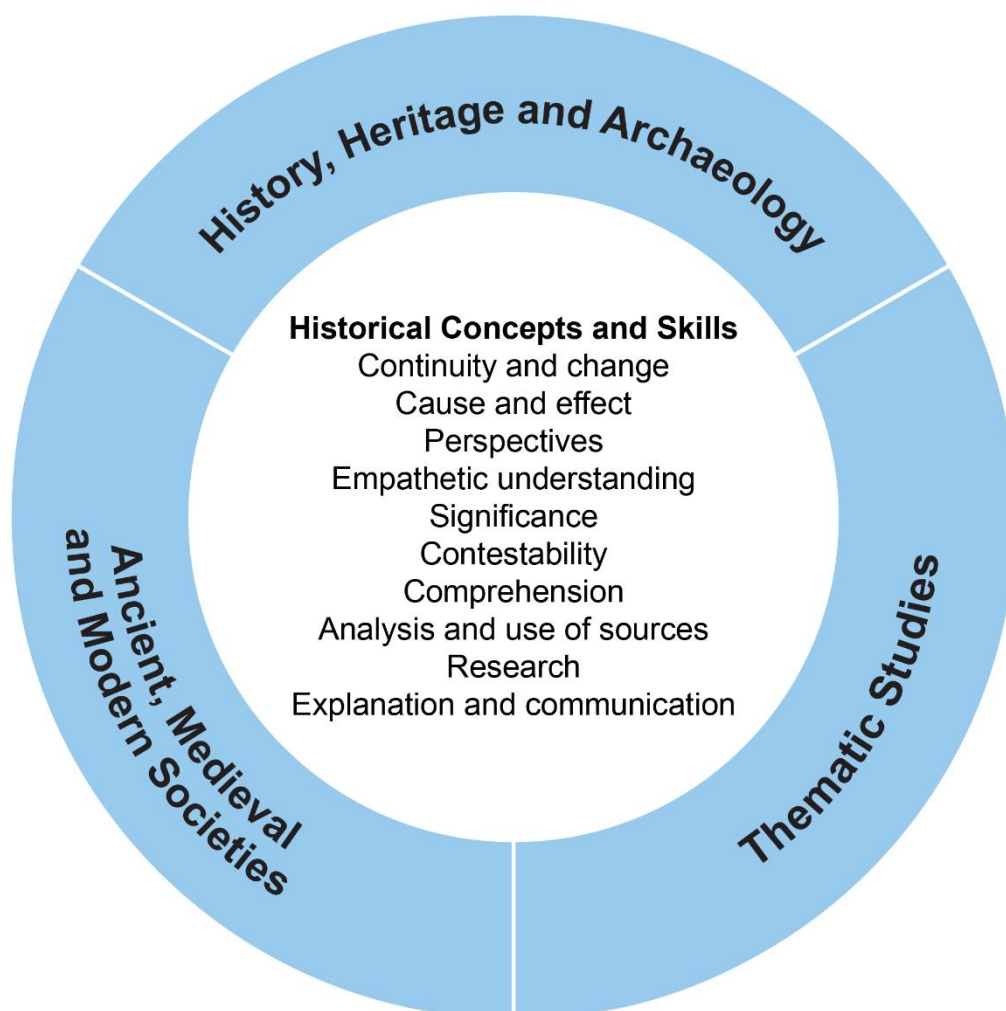 History, Heritage and Archaeology
Historical Concepts and Skills
Continuity and change
Cause and effect
Perspectives
Empathetic understanding
Significance
Contestability
Comprehension
Analysis and use of sources
Research
Explanation and communication
Ancient, Medieval
and Modern Societies
Thematic Studies